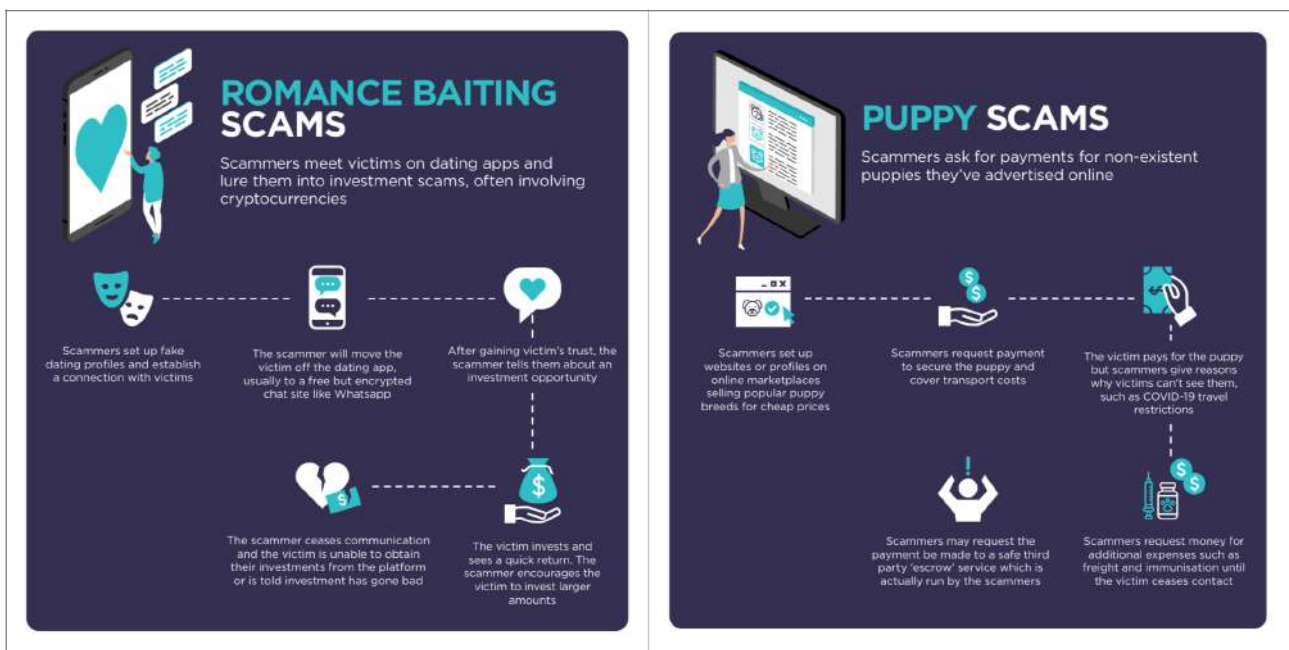 ROMANCE BAITING
SCAMS
Scammers meet victims on dating apps and
lure them into investment scams, often involving
cryptocurrencies
Scammers set up fake
dating profiles and establish
a connection with victims
The scammer will move the
victim off the dating app,
usually to a free but encrypted
chat site like Whatsapp
After gaining victim's trust, the
scammer tells them about an
investment opportunity
The scammer ceases communication
and the victim is unable to obtain
their investments from the platform
or is told investment has gone bad
$
$
The victim invests and
sees a quick return. The
scammer encourages the
victim to invest larger
amounts
PUPPY SCAMS
Scammers ask for payments for non-existent
puppies they've advertised online
Scammers set up
websites or profiles on
online marketplaces
selling popular puppy
breeds for cheap prices
$
$
Scammers request payment
to secure the puppy and
cover transport costs
$
The victim pays for the puppy
but scammers give reasons
why victims can't see them,
such as COVID-19 travel
restrictions
!
Scammers may request the
payment be made to a safe third
party 'escrow' service which is
actually run by the scammers
$
$
Scammers request money for
additional expenses such as
freight and immunisation until
the victim ceases contact